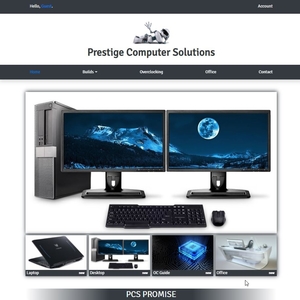 Hello, Guest. Account
Prestige Computer Solutions
Home Builds Overclocking Office Contact
Laptop Desktop OC Guide Office
PCS PROMISE